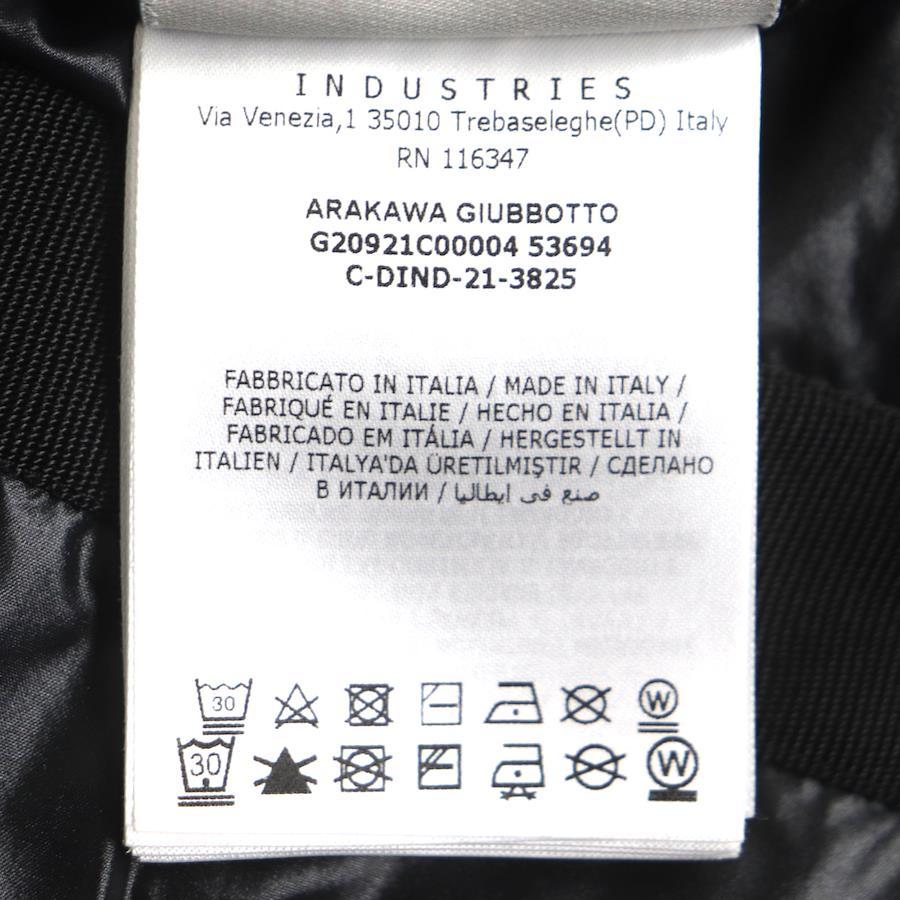 INDUSTRIES
Via Venezia,1 35010 Trebaseleghe(PD) Italy
RN 116347
ARAKAWA GIUBBOTTO
G20921C00004 53694
C-DIND-21-3825
FABBRICATO IN ITALIA / MADE IN ITALY /
FABRIQUÉ EN ITALIE / HECHO EN ITALIA /
FABRICADO EM ITÁLIA / HERGESTELLT IN
ITALIEN / ITALYA'DA ÜRETILMIŞTIR / СДЕЛАНО
В ИТАЛИИ / صنع فى ايطاليا
30 W
30 W